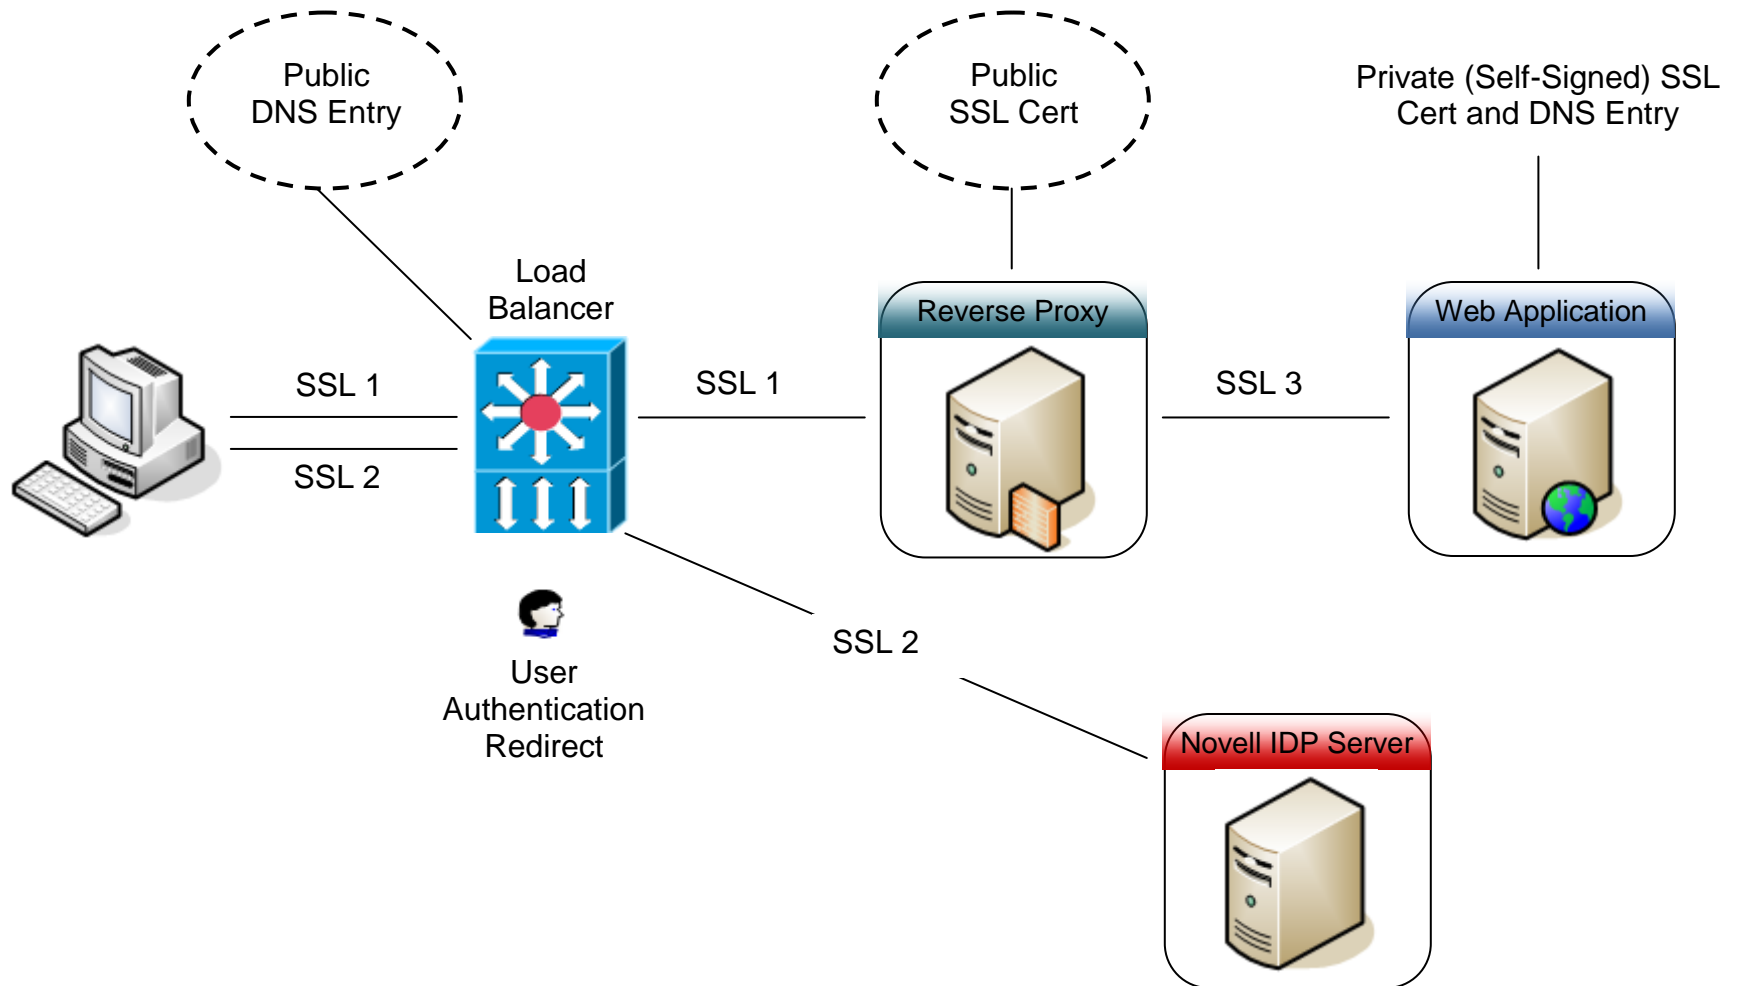 Public
DNS Entry
Public
SSL Cert
Private (Self-Signed) SSL
Cert and DNS Entry
Load
Balancer
Reverse Proxy
Web Application
SSL 1
SSL 1
SSL 3
SSL 2
SSL 2
User
Authentication
Redirect
Novell IDP Server